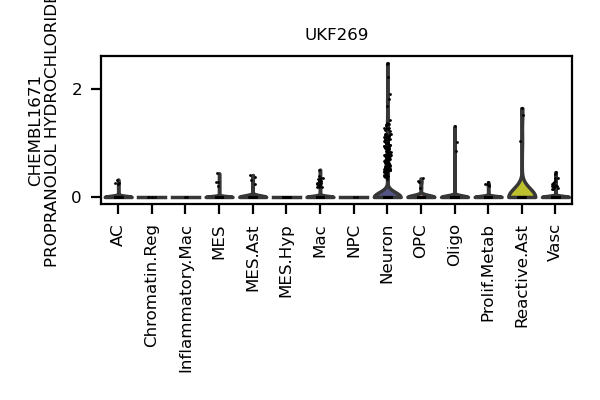 UKF269
CHEMBL1671
PROPRANOLOL HYDROCHLORIDE
2
0
AC
Chromatin.Reg
Inflammatory.Mac
MES
MES.Ast
MES.Hyp
Mac
NPC
Neuron
OPC
Oligo
Prolif.Metab
Reactive.Ast
Vasc